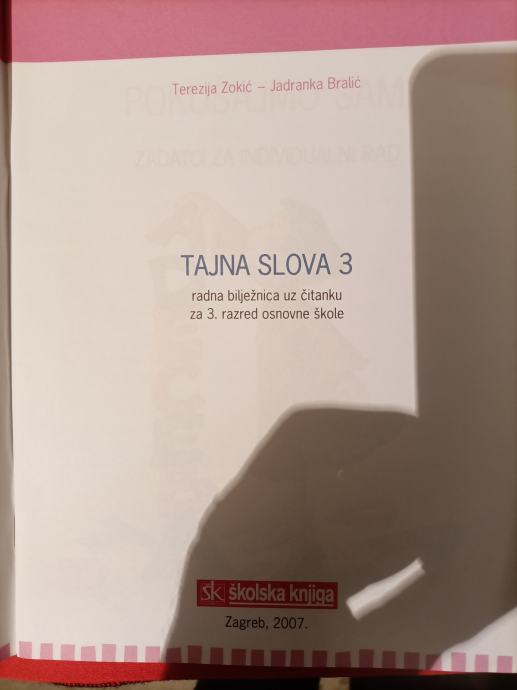 Terezija Zokić – Jadranka Bralić
TAJNA SLOVA 3
radna bilježnica uz čitanku
za 3. razred osnovne škole
šk školska knjiga
Zagreb, 2007.